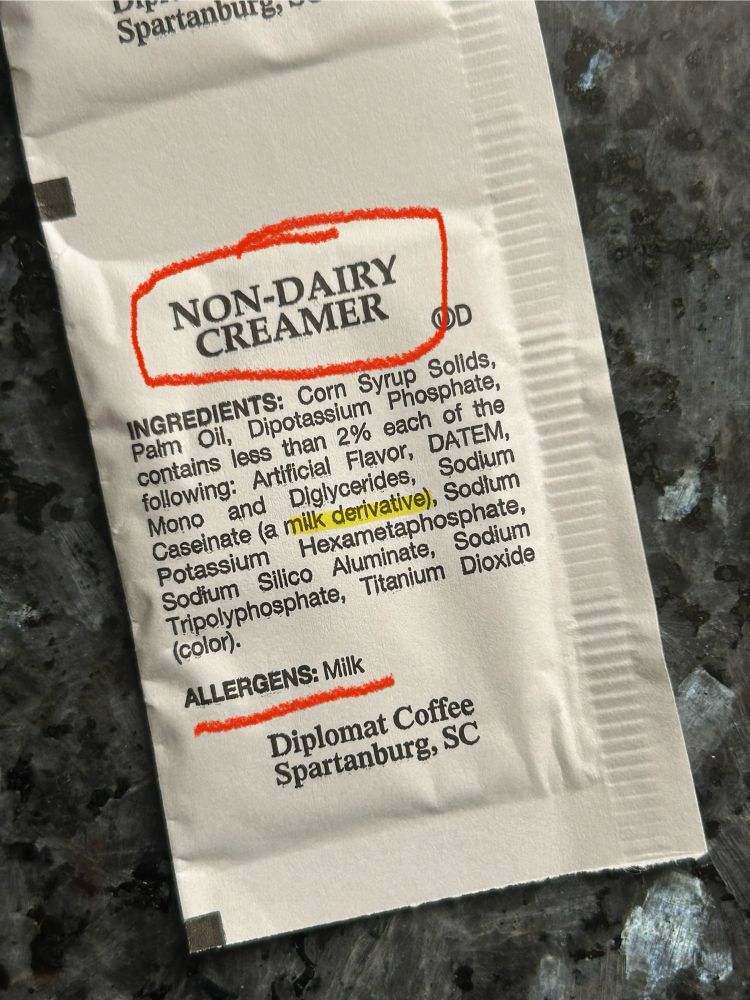 Spartanburg, SC
NON-DAIRY
CREAMER
ⓊD
INGREDIENTS: Corn Syrup Solids,
Palm Oil, Dipotassium Phosphate,
contains less than 2% each of the
following: Artificial Flavor, DATEM,
Mono and Diglycerides, Sodium
Caseinate (a milk derivative), Sodium
Potassium Hexametaphosphate,
Sodium Silico Aluminate, Sodium
Tripolyphosphate, Titanium Dioxide
(color).
ALLERGENS: Milk
Diplomat Coffee
Spartanburg, SC